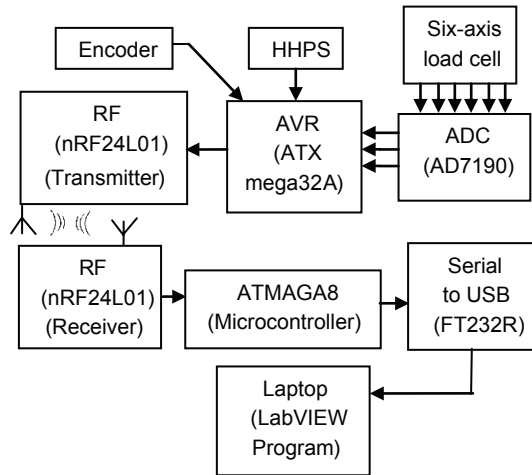 Six-axis
load cell
Encoder
HHPS
RF
(nRF24L01)
(Transmitter)
AVR
(ATX
mega32A)
ADC
(AD7190)
RF
(nRF24L01)
(Receiver)
ATMAGA8
(Microcontroller)
Serial
to USB
(FT232R)
Laptop
(LabVIEW
Program)